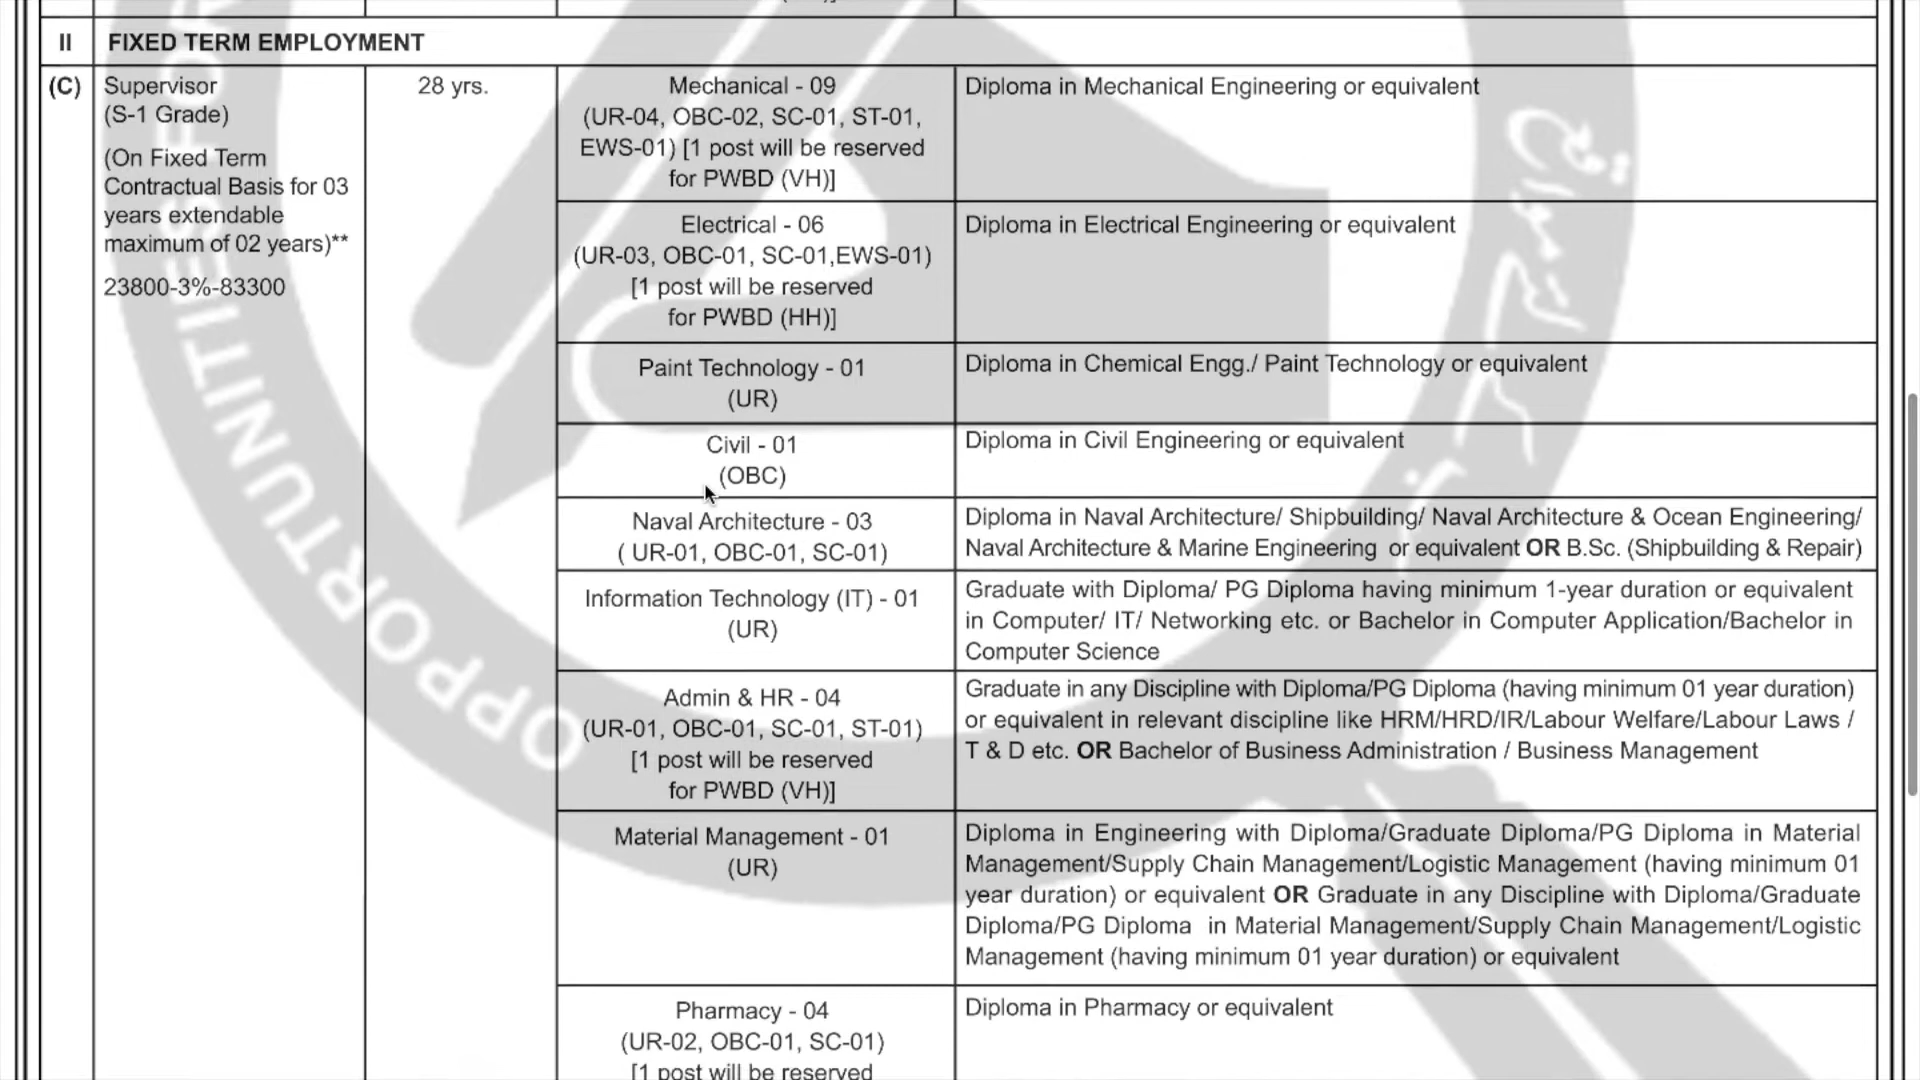 II FIXED TERM EMPLOYMENT
(C) Supervisor
(S-1 Grade)
(On Fixed Term
Contractual Basis for 03
years extendable
maximum of 02 years)**
23800-3%-83300
28 yrs.
Mechanical - 09
(UR-04, OBC-02, SC-01, ST-01,
EWS-01) [1 post will be reserved
for PWBD (VH)]
Diploma in Mechanical Engineering or equivalent
Electrical - 06
(UR-03, OBC-01, SC-01,EWS-01)
[1 post will be reserved
for PWBD (HH)]
Diploma in Electrical Engineering or equivalent
Paint Technology - 01
(UR)
Diploma in Chemical Engg./ Paint Technology or equivalent
Civil - 01
(OBC)
Diploma in Civil Engineering or equivalent
Naval Architecture - 03
( UR-01, OBC-01, SC-01)
Diploma in Naval Architecture/ Shipbuilding/ Naval Architecture & Ocean Engineering/
Naval Architecture & Marine Engineering or equivalent OR B.Sc. (Shipbuilding & Repair)
Information Technology (IT) - 01
(UR)
Graduate with Diploma/ PG Diploma having minimum 1-year duration or equivalent
in Computer/ IT/ Networking etc. or Bachelor in Computer Application/Bachelor in
Computer Science
Admin & HR - 04
(UR-01, OBC-01, SC-01, ST-01)
[1 post will be reserved
for PWBD (VH)]
Graduate in any Discipline with Diploma/PG Diploma (having minimum 01 year duration)
or equivalent in relevant discipline like HRM/HRD/IR/Labour Welfare/Labour Laws /
T & D etc. OR Bachelor of Business Administration / Business Management
Material Management - 01
(UR)
Diploma in Engineering with Diploma/Graduate Diploma/PG Diploma in Material
Management/Supply Chain Management/Logistic Management (having minimum 01
year duration) or equivalent OR Graduate in any Discipline with Diploma/Graduate
Diploma/PG Diploma in Material Management/Supply Chain Management/Logistic
Management (having minimum 01 year duration) or equivalent
Pharmacy - 04
(UR-02, OBC-01, SC-01)
[1 post will be reserved
Diploma in Pharmacy or equivalent
OPPORTUNITI